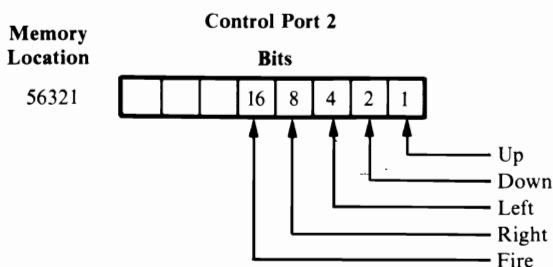 Control Port 2
Memory
Location
Bits
56321
16 8 4 2 1
Up
Down
Left
Right
Fire